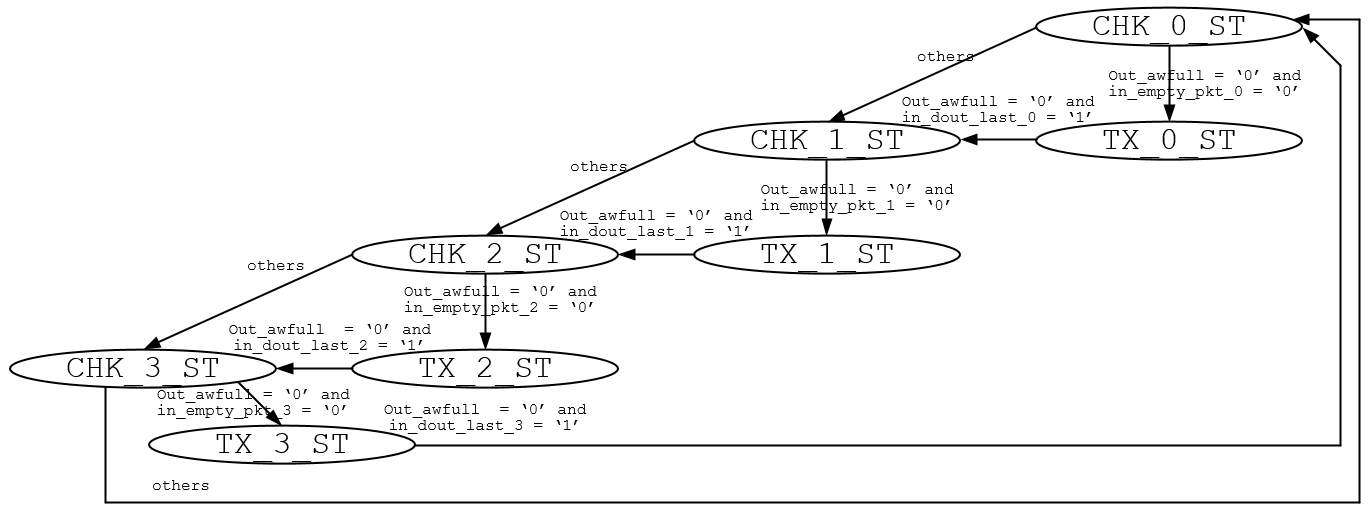 CHK_0_ST
others
Out_awfull = ‘0’ and
in_empty_pkt_0 = ‘0’
Out_awfull = ‘0’ and
in_dout_last_0 = ‘1’
CHK_1_ST
TX_0_ST
others
Out_awfull = ‘0’ and
in_empty_pkt_1 = ‘0’
Out_awfull = ‘0’ and
in_dout_last_1 = ‘1’
CHK_2_ST
TX_1_ST
others
Out_awfull = ‘0’ and
in_empty_pkt_2 = ‘0’
Out_awfull  = ‘0’ and
in_dout_last_2 = ‘1’
CHK_3_ST
TX_2_ST
Out_awfull = ‘0’ and
in_empty_pkt_3 = ‘0’
Out_awfull  = ‘0’ and
in_dout_last_3 = ‘1’
TX_3_ST
others